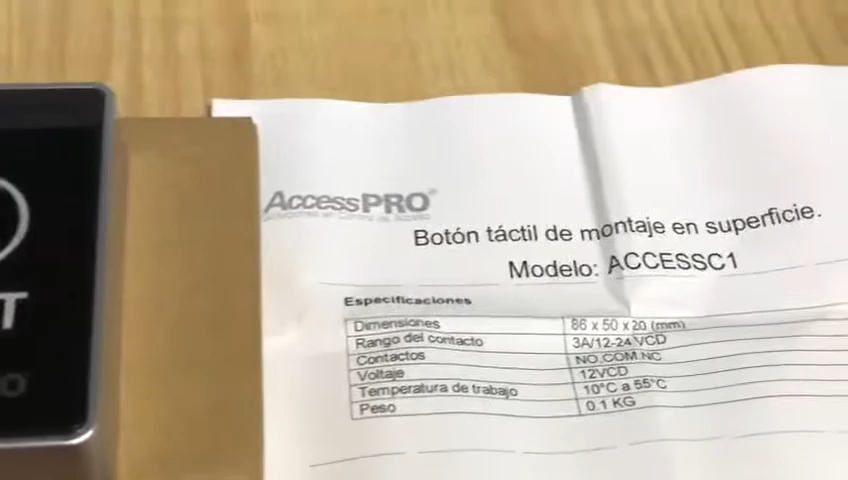 AccessPRO
Botón táctil de montaje en superficie.
Modelo: ACCESSC1
Especificaciones
Dimensiones 86 x 50 x 20 (mm)
Rango del contacto 3A/12-24 VCD
Contactos NO.COM.NC
Voltaje 12VCD
Temperatura de trabajo 10°C a 55°C
Peso 0.1 KG